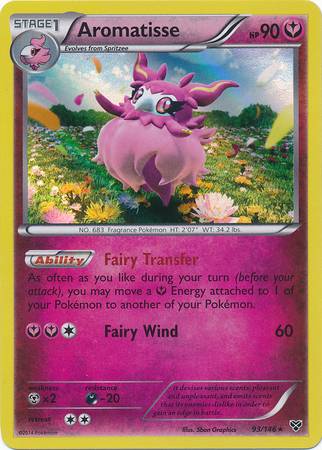 STAGE1
Aromatisse
HP 90
Evolves from Spritzee
NO. 683 Fragrance Pokémon HT: 2'07" WT: 34.2 lbs.
Ability Fairy Transfer
As often as you like during your turn (before your
attack), you may move a Energy attached to 1 of
your Pokémon to another of your Pokémon.
Fairy Wind 60
weakness
×2
resistance
-20
retreat
It devises various scents, pleasant
and unpleasant, and emits scents
that its enemies dislike in order to
gain an edge in battle.
©2014 Pokémon
Illus. 5ban Graphics
93/146 ★
XY